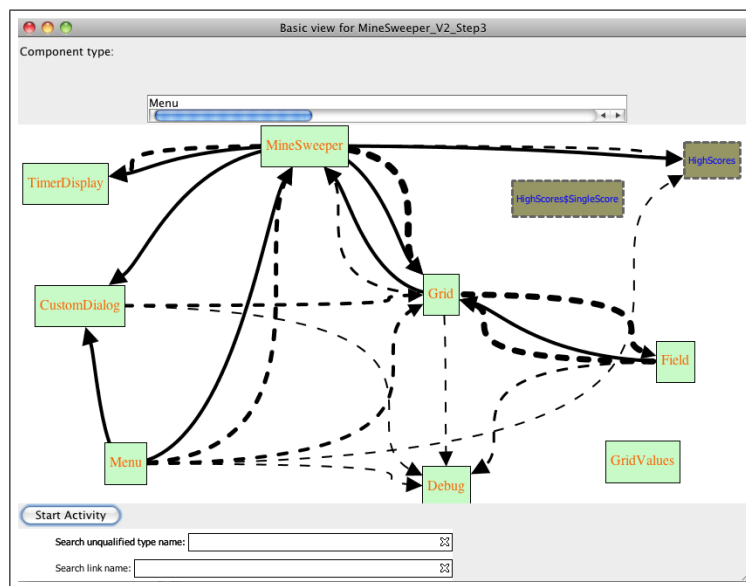 Basic view for MineSweeper_V2_Step3
Component type:
Menu
MineSweeper
HighScores
TimerDisplay
HighScores$SingleScore
Grid
CustomDialog
Field
Menu
GridValues
Debug
Start Activity
Search unqualified type name:
Search link name: